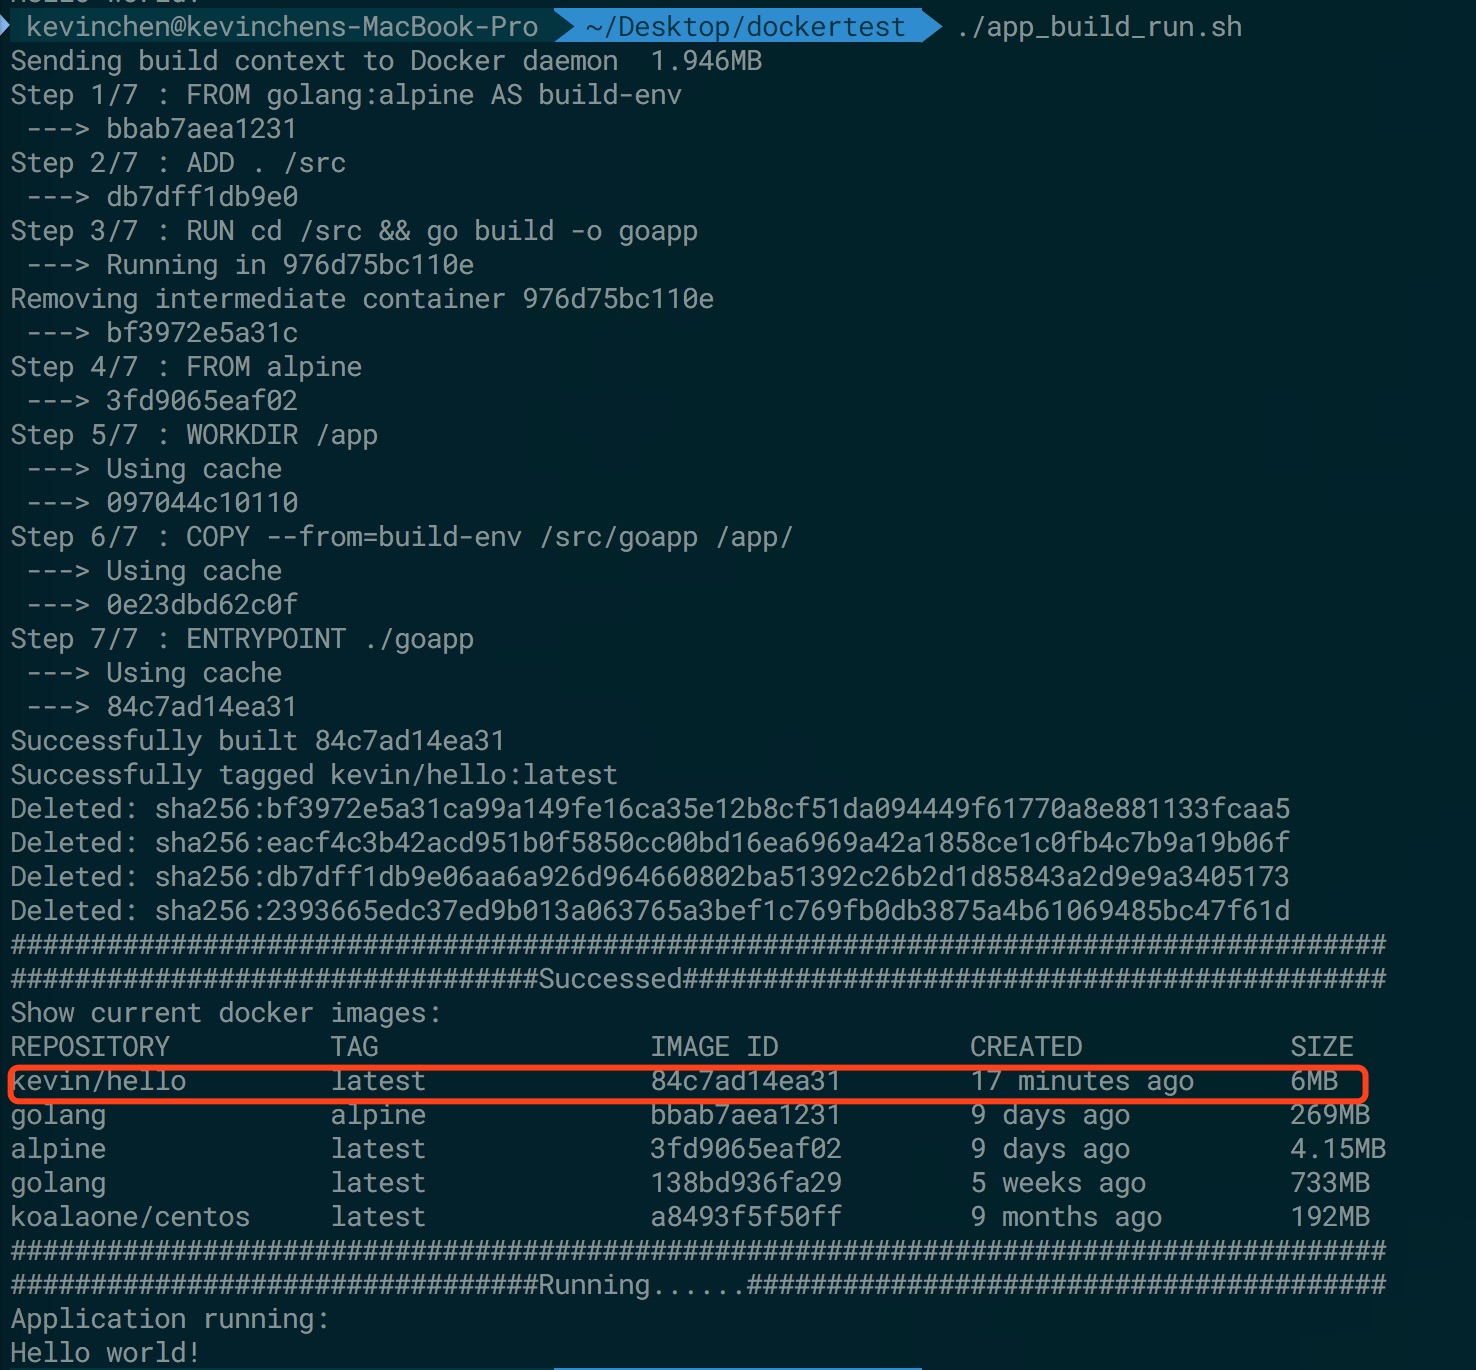 Hello world!
kevinchen@kevinchens-MacBook-Pro ~/Desktop/dockertest ./app_build_run.sh
Sending build context to Docker daemon  1.946MB
Step 1/7 : FROM golang:alpine AS build-env
 ---> bbab7aea1231
Step 2/7 : ADD . /src
 ---> db7dff1db9e0
Step 3/7 : RUN cd /src && go build -o goapp
 ---> Running in 976d75bc110e
Removing intermediate container 976d75bc110e
 ---> bf3972e5a31c
Step 4/7 : FROM alpine
 ---> 3fd9065eaf02
Step 5/7 : WORKDIR /app
 ---> Using cache
 ---> 097044c10110
Step 6/7 : COPY --from=build-env /src/goapp /app/
 ---> Using cache
 ---> 0e23dbd62c0f
Step 7/7 : ENTRYPOINT ./goapp
 ---> Using cache
 ---> 84c7ad14ea31
Successfully built 84c7ad14ea31
Successfully tagged kevin/hello:latest
Deleted: sha256:bf3972e5a31ca99a149fe16ca35e12b8cf51da094449f61770a8e881133fcaa5
Deleted: sha256:eacf4c3b42acd951b0f5850cc00bd16ea6969a42a1858ce1c0fb4c7b9a19b06f
Deleted: sha256:db7dff1db9e06aa6a926d964660802ba51392c26b2d1d85843a2d9e9a3405173
Deleted: sha256:2393665edc37ed9b013a063765a3bef1c769fb0db3875a4b61069485bc47f61d
######################################################################################
#################################Successed############################################
Show current docker images:
REPOSITORY          TAG                 IMAGE ID            CREATED             SIZE
kevin/hello         latest              84c7ad14ea31        17 minutes ago      6MB
golang              alpine              bbab7aea1231        9 days ago          269MB
alpine              latest              3fd9065eaf02        9 days ago          4.15MB
golang              latest              138bd936fa29        5 weeks ago         733MB
koalaone/centos     latest              a8493f5f50ff        9 months ago        192MB
######################################################################################
#################################Running......########################################
Application running:
Hello world!